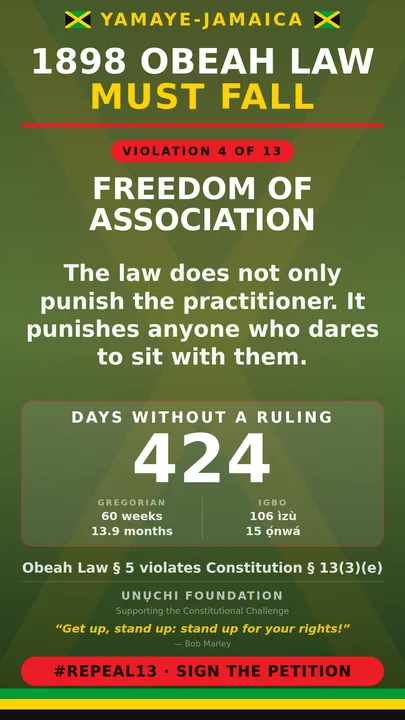 YAMAYE-JAMAICA
1898 OBEAH LAW
MUST FALL
VIOLATION 4 OF 13
FREEDOM OF
ASSOCIATION
The law does not only
punish the practitioner. It
punishes anyone who dares
to sit with them.
DAYS WITHOUT A RULING
424
GREGORIAN
60 weeks
13.9 months
IGBO
106 ìzù
15 ọ́nwá
Obeah Law § 5 violates Constitution § 13(3)(e)
UNỤCHI FOUNDATION
Supporting the Constitutional Challenge
“Get up, stand up: stand up for your rights!”
— Bob Marley
#REPEAL13 · SIGN THE PETITION